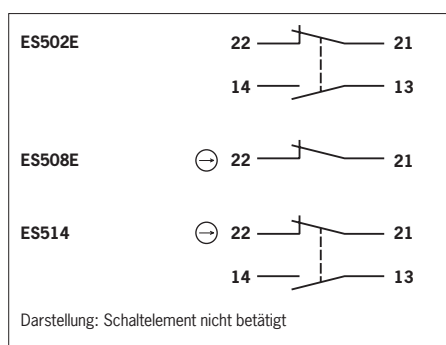 ES502E 22 21
14 13
ES508E 22 21
ES514 22 21
14 13
Darstellung: Schaltelement nicht betätigt